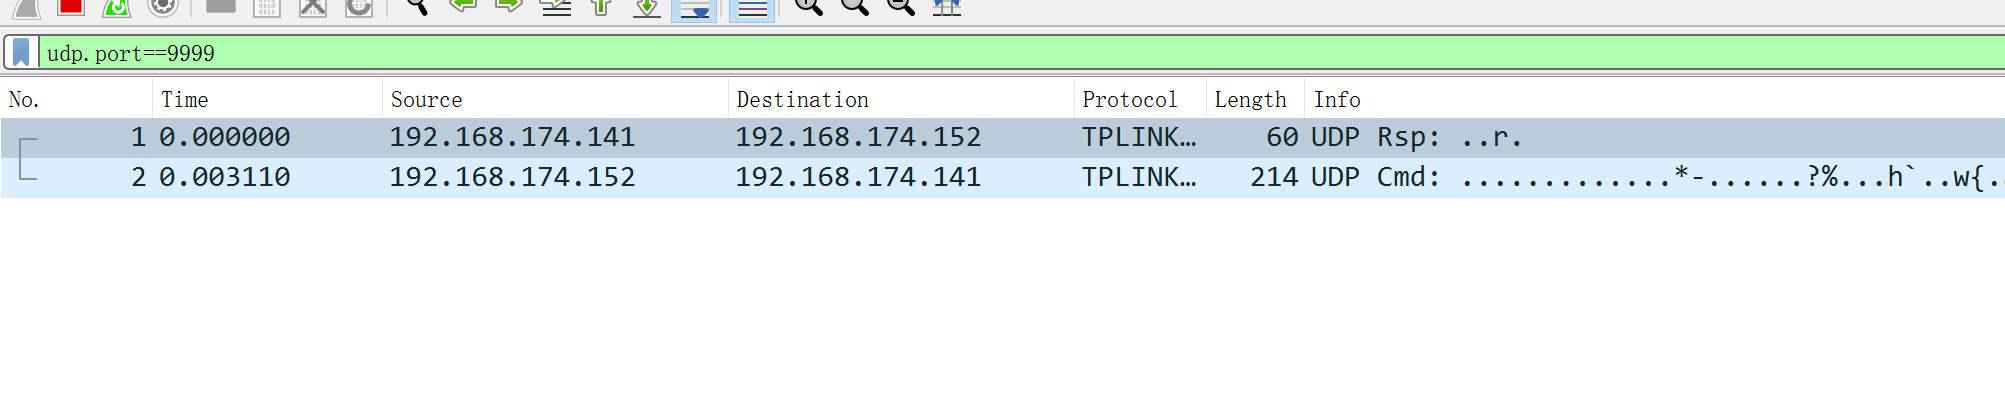 udp.port==9999
No. Time Source Destination Protocol Length Info
1 0.000000 192.168.174.141 192.168.174.152 TPLINK… 60 UDP Rsp: ..r.
2 0.003110 192.168.174.152 192.168.174.141 TPLINK… 214 UDP Cmd: .............*-......?%...h`..w{.